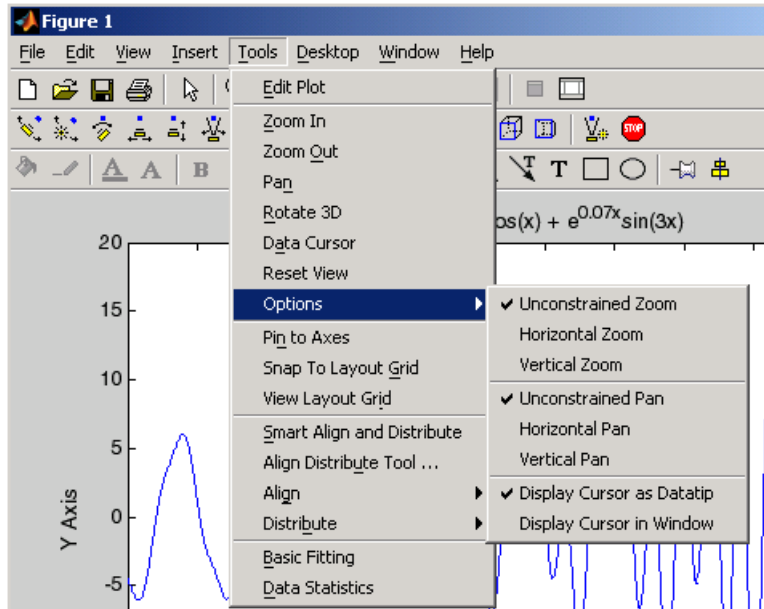 Figure 1
File Edit View Insert Tools Desktop Window Help
STOP
A A B T T
os(x) + e^0.07x sin(3x)
Edit Plot
Zoom In
Zoom Out
Pan
Rotate 3D
Data Cursor
Reset View
Options
Pin to Axes
Snap To Layout Grid
View Layout Grid
Smart Align and Distribute
Align Distribute Tool ...
Align
Distribute
Basic Fitting
Data Statistics
Unconstrained Zoom
Horizontal Zoom
Vertical Zoom
Unconstrained Pan
Horizontal Pan
Vertical Pan
Display Cursor as Datatip
Display Cursor in Window
20
15
10
5
0
-5
Y Axis